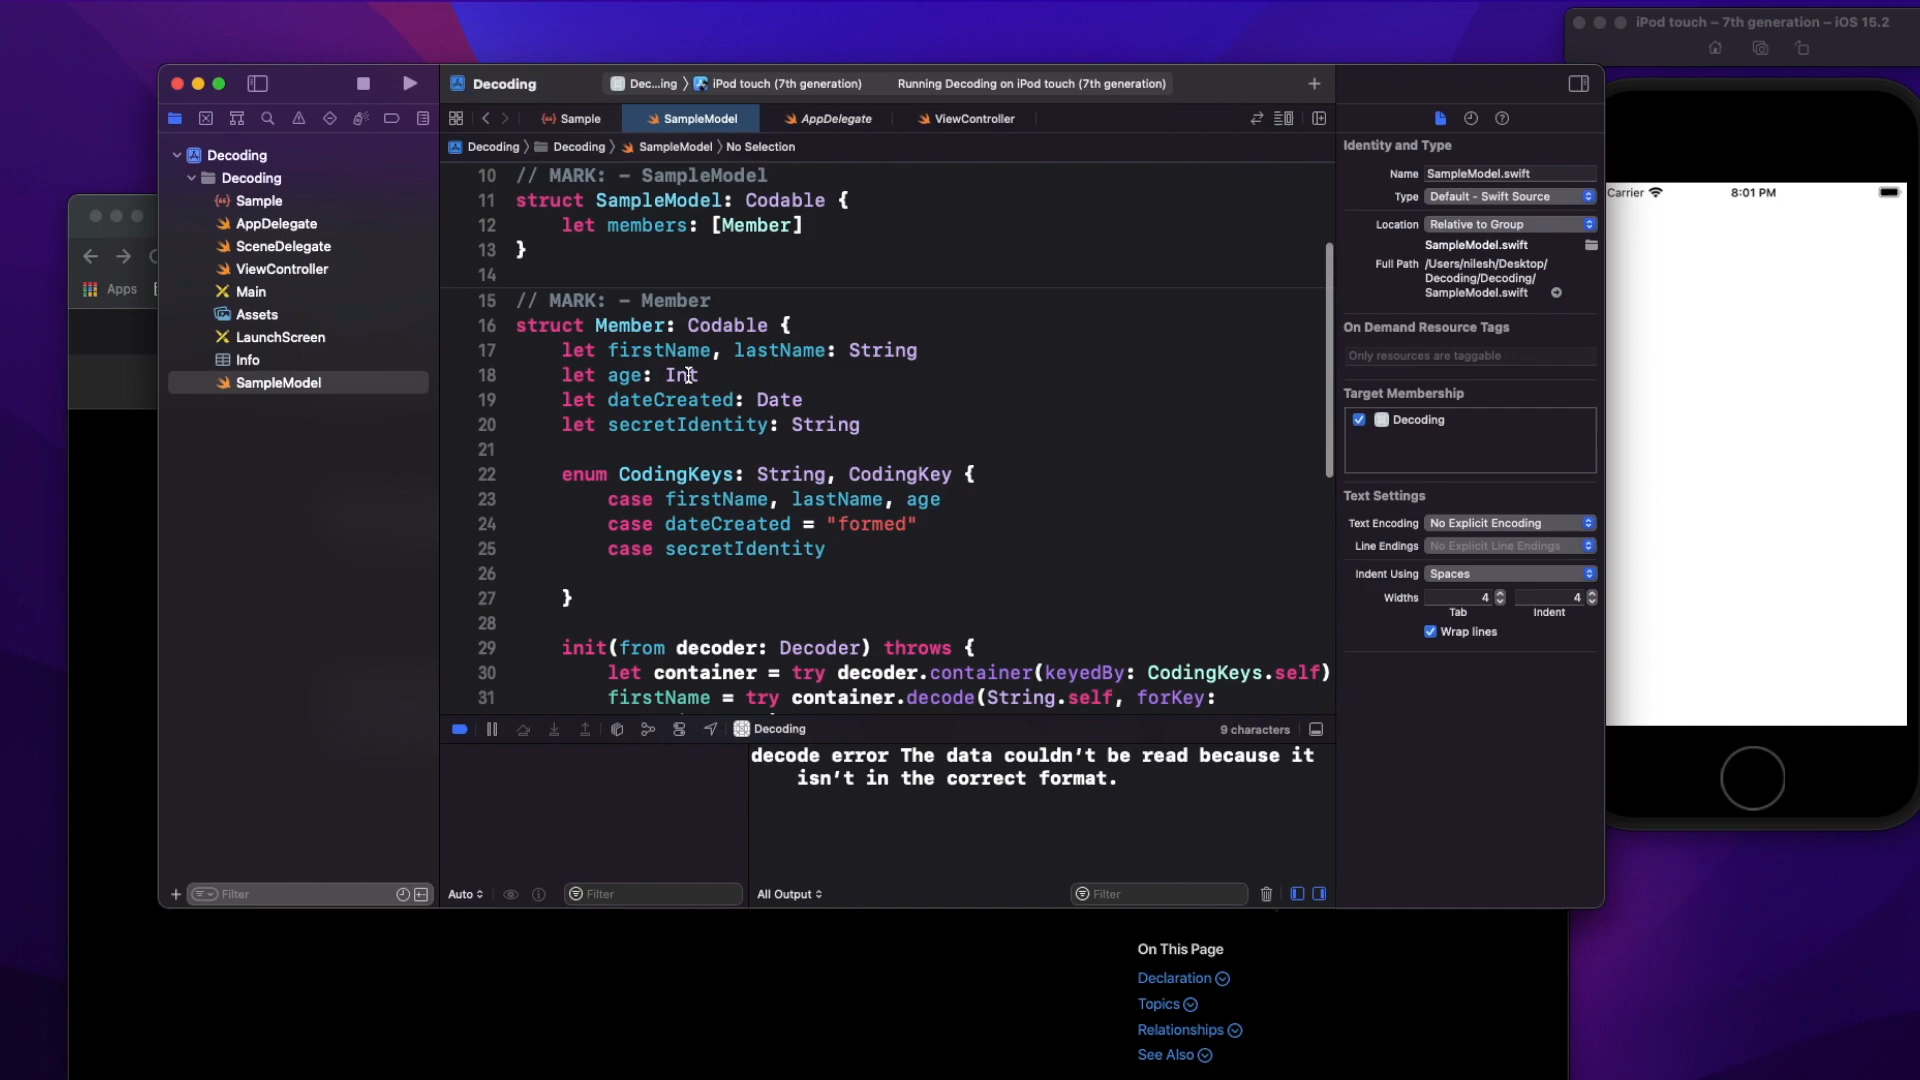 iPod touch – 7th generation – iOS 15.2
Decoding
Dec...ing 〉 iPod touch (7th generation)
Running Decoding on iPod touch (7th generation)
Sample
SampleModel
AppDelegate
ViewController
Decoding 〉 Decoding 〉 SampleModel 〉 No Selection
Decoding
Decoding
Sample
AppDelegate
SceneDelegate
ViewController
Main
Assets
LaunchScreen
Info
SampleModel
Filter
Apps
10 // MARK: - SampleModel
11 struct SampleModel: Codable {
12 let members: [Member]
13 }
14
15 // MARK: - Member
16 struct Member: Codable {
17 let firstName, lastName: String
18 let age: Int
19 let dateCreated: Date
20 let secretIdentity: String
21
22 enum CodingKeys: String, CodingKey {
23 case firstName, lastName, age
24 case dateCreated = "formed"
25 case secretIdentity
26
27 }
28
29 init(from decoder: Decoder) throws {
30 let container = try decoder.container(keyedBy: CodingKeys.self)
31 firstName = try container.decode(String.self, forKey:
Decoding
9 characters
decode error The data couldn’t be read because it
isn’t in the correct format.
Auto
Filter
All Output
Filter
Identity and Type
Name SampleModel.swift
Type Default - Swift Source
Location Relative to Group
SampleModel.swift
Full Path /Users/nilesh/Desktop/
Decoding/Decoding/
SampleModel.swift
On Demand Resource Tags
Only resources are taggable
Target Membership
Decoding
Text Settings
Text Encoding No Explicit Encoding
Line Endings No Explicit Line Endings
Indent Using Spaces
Widths 4 4
Tab Indent
Wrap lines
Carrier 8:01 PM
On This Page
Declaration
Topics
Relationships
See Also